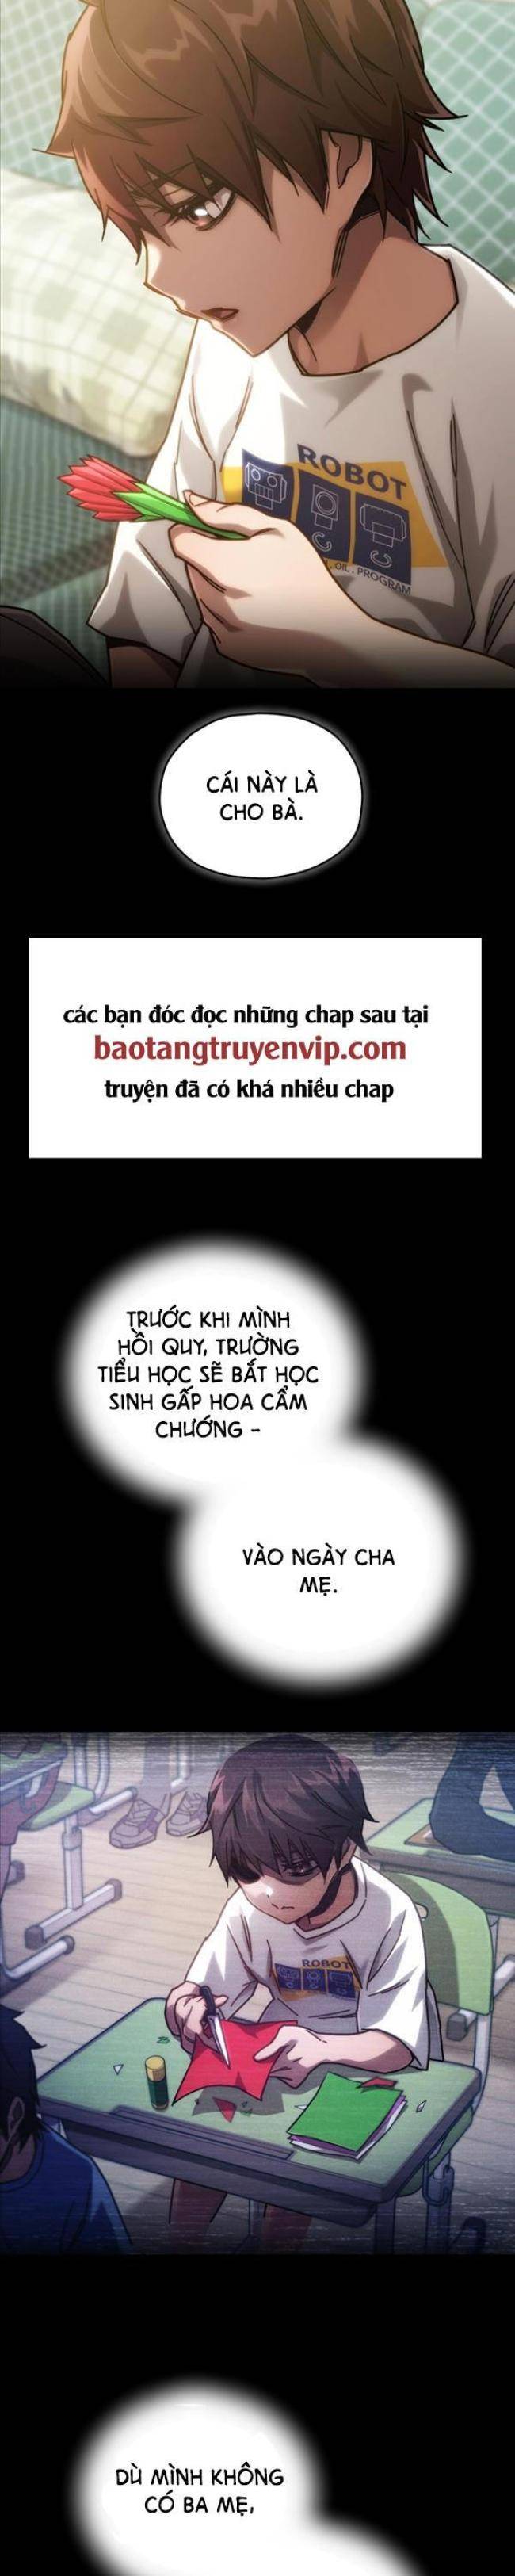 ROBOT
OIL . PROGRAM
CÁI NÀY LÀ
CHO BÀ.
các bạn đóc đọc những chap sau tại
baotangtruyenvip.com
truyện đã có khá nhiều chap
TRƯỚC KHI MÌNH
HỒI QUY, TRƯỜNG
TIỂU HỌC SẼ BẮT HỌC
SINH GẤP HOA CẨM
CHƯỚNG –
VÀO NGÀY CHA
MẸ.
ROBOT
DÙ MÌNH KHÔNG
CÓ BA MẸ,